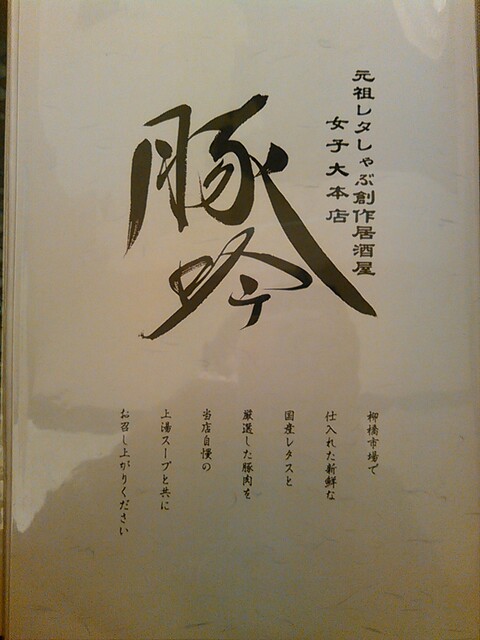 元祖レタしゃぶ創作居酒屋
女子大本店
豚吟
柳橋市場で
仕入れた新鮮な
国産レタスと
厳選した豚肉を
当店自慢の
上湯スープと共に
お召し上がりください